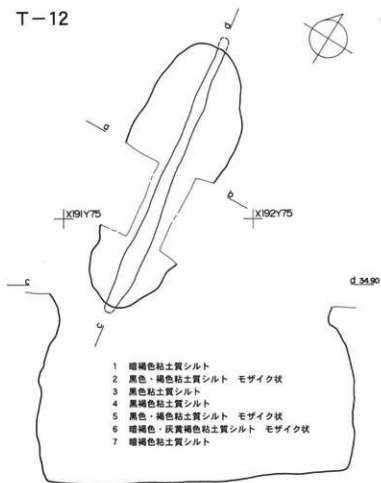 T-12
d
a
b
X191Y75
X192Y75
c
c
d 34.90
1 暗褐色粘土質シルト
2 黒色・褐色粘土質シルト モザイク状
3 黒色粘土質シルト
4 黒褐色粘土質シルト
5 黒色・褐色粘土質シルト モザイク状
6 暗褐色・灰黄褐色粘土質シルト モザイク状
7 暗褐色粘土質シルト